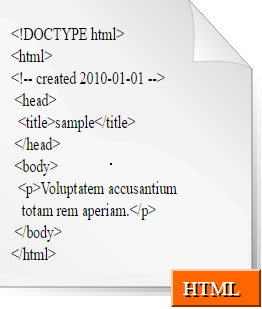 <!DOCTYPE html>
<html>
<!-- created 2010-01-01 -->
<head>
<title>sample</title>
</head>
<body>
<p>Voluptatem accusantium
totam rem aperiam.</p>
</body>
</html>
HTML